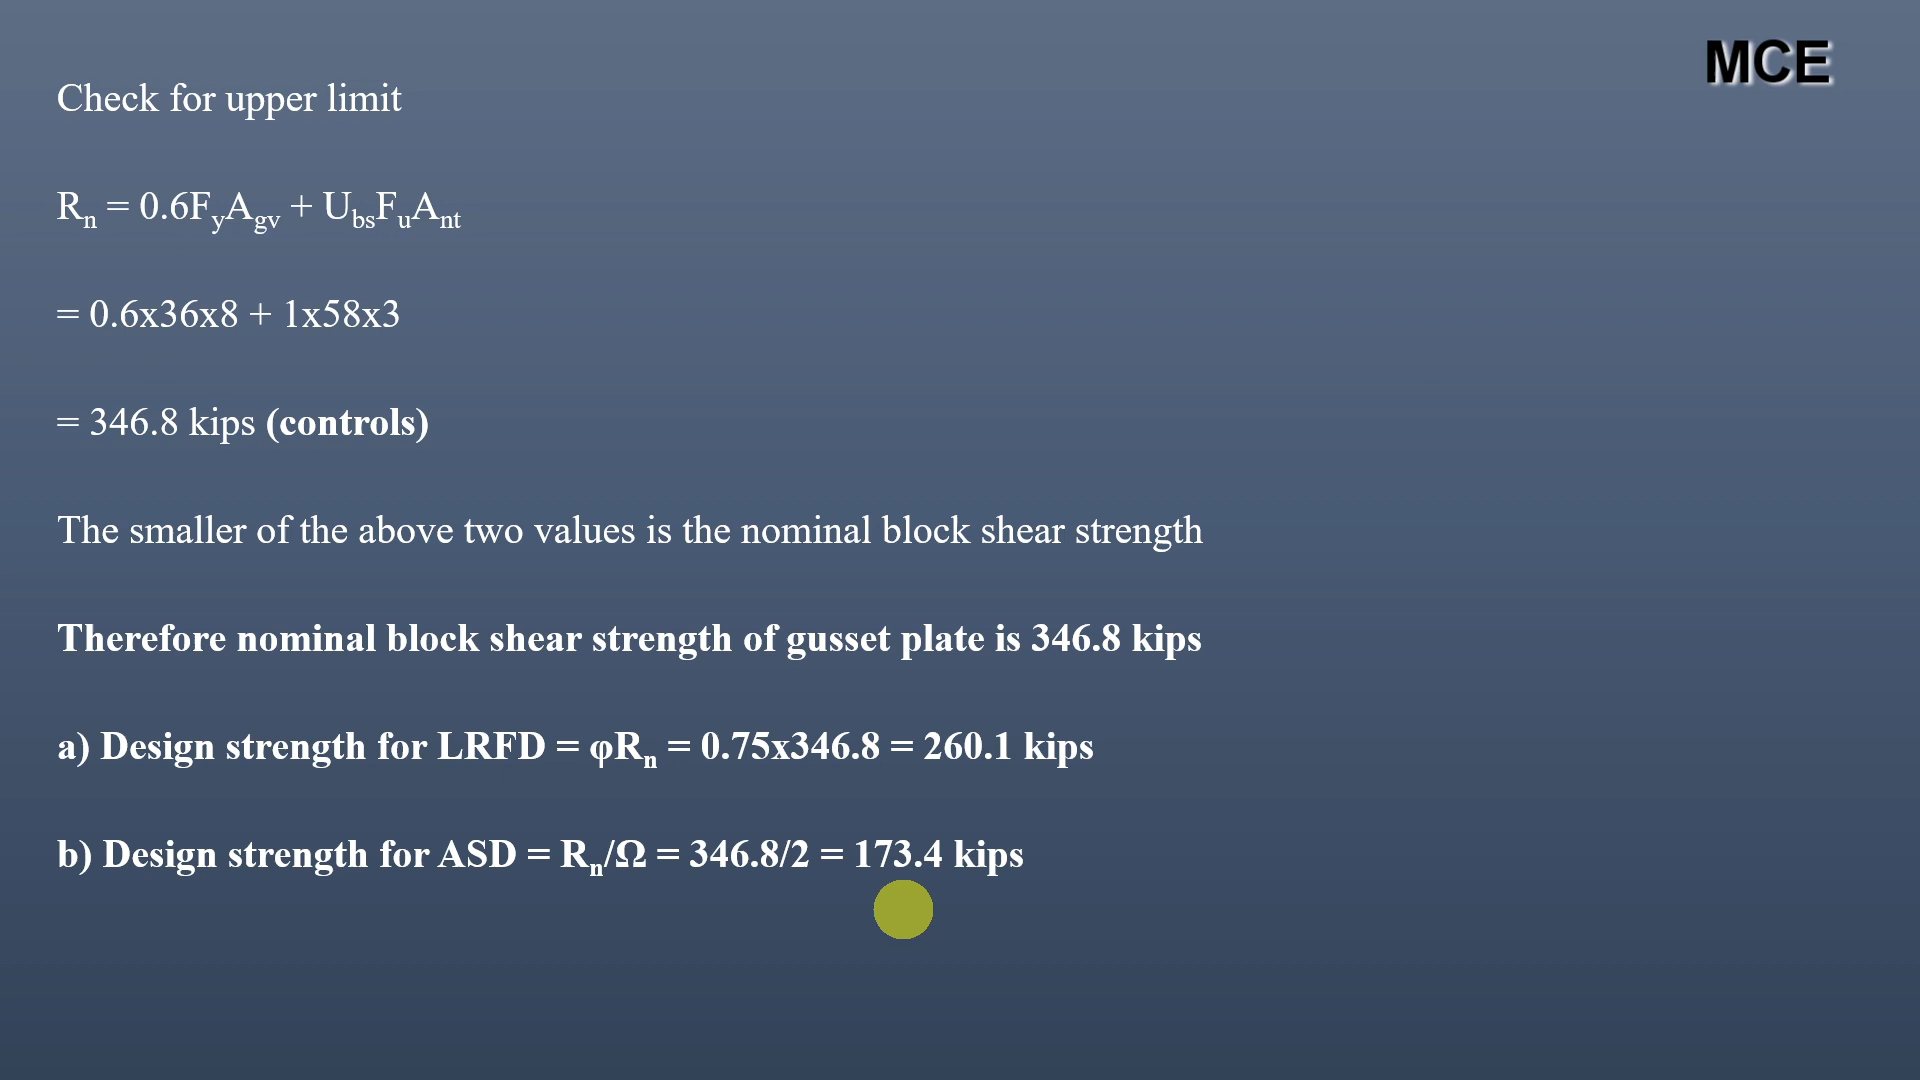 MCE
Check for upper limit
Rₙ = 0.6FyAgv + UbsFuAnt
= 0.6x36x8 + 1x58x3
= 346.8 kips (controls)
The smaller of the above two values is the nominal block shear strength
Therefore nominal block shear strength of gusset plate is 346.8 kips
a) Design strength for LRFD = φRₙ = 0.75x346.8 = 260.1 kips
b) Design strength for ASD = Rₙ/Ω = 346.8/2 = 173.4 kips